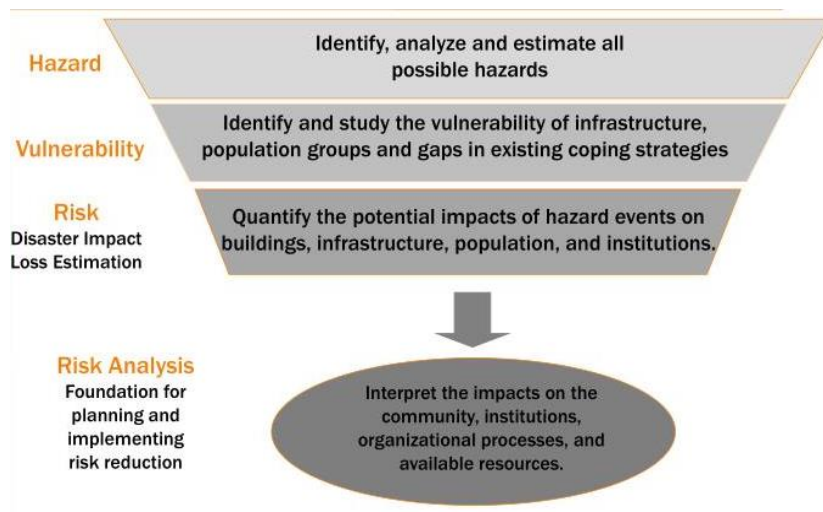 Hazard
Identify, analyze and estimate all
possible hazards
Vulnerability
Identify and study the vulnerability of infrastructure,
population groups and gaps in existing coping strategies
Risk
Disaster Impact
Loss Estimation
Quantify the potential impacts of hazard events on
buildings, infrastructure, population, and institutions.
Risk Analysis
Foundation for
planning and
implementing
risk reduction
Interpret the impacts on the
community, institutions,
organizational processes, and
available resources.